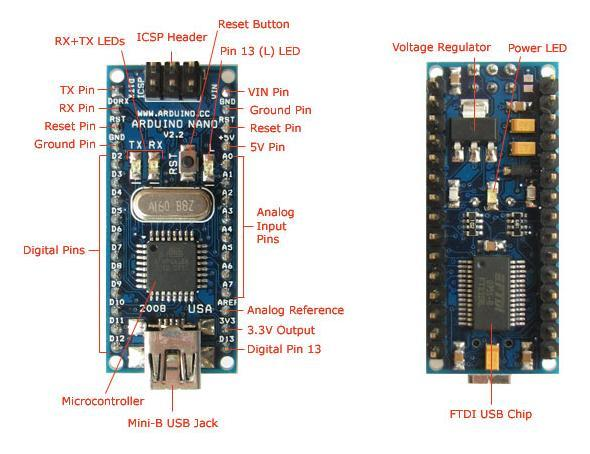 Reset Button
ICSP Header
RX+TX LEDs
Pin 13 (L) LED
Voltage Regulator
Power LED
TX Pin
RX Pin
Reset Pin
Ground Pin
Digital Pins
Microcontroller
Mini-B USB Jack
VIN Pin
Ground Pin
Reset Pin
5V Pin
Analog
Input
Pins
Analog Reference
3.3V Output
Digital Pin 13
FTDI USB Chip
ICSP
VIN
WWW.ARDUINO.CC
ARDUINO NANO
V2.2
TX RX
RST
RST
GND
D2
D3
D4
D5
D6
D7
D8
D9
D10
D11
D12
GND
RST
+5V
A0
A1
A2
A3
A4
A5
A6
A7
AREF
3V3
D13
2008 USA
FTDI